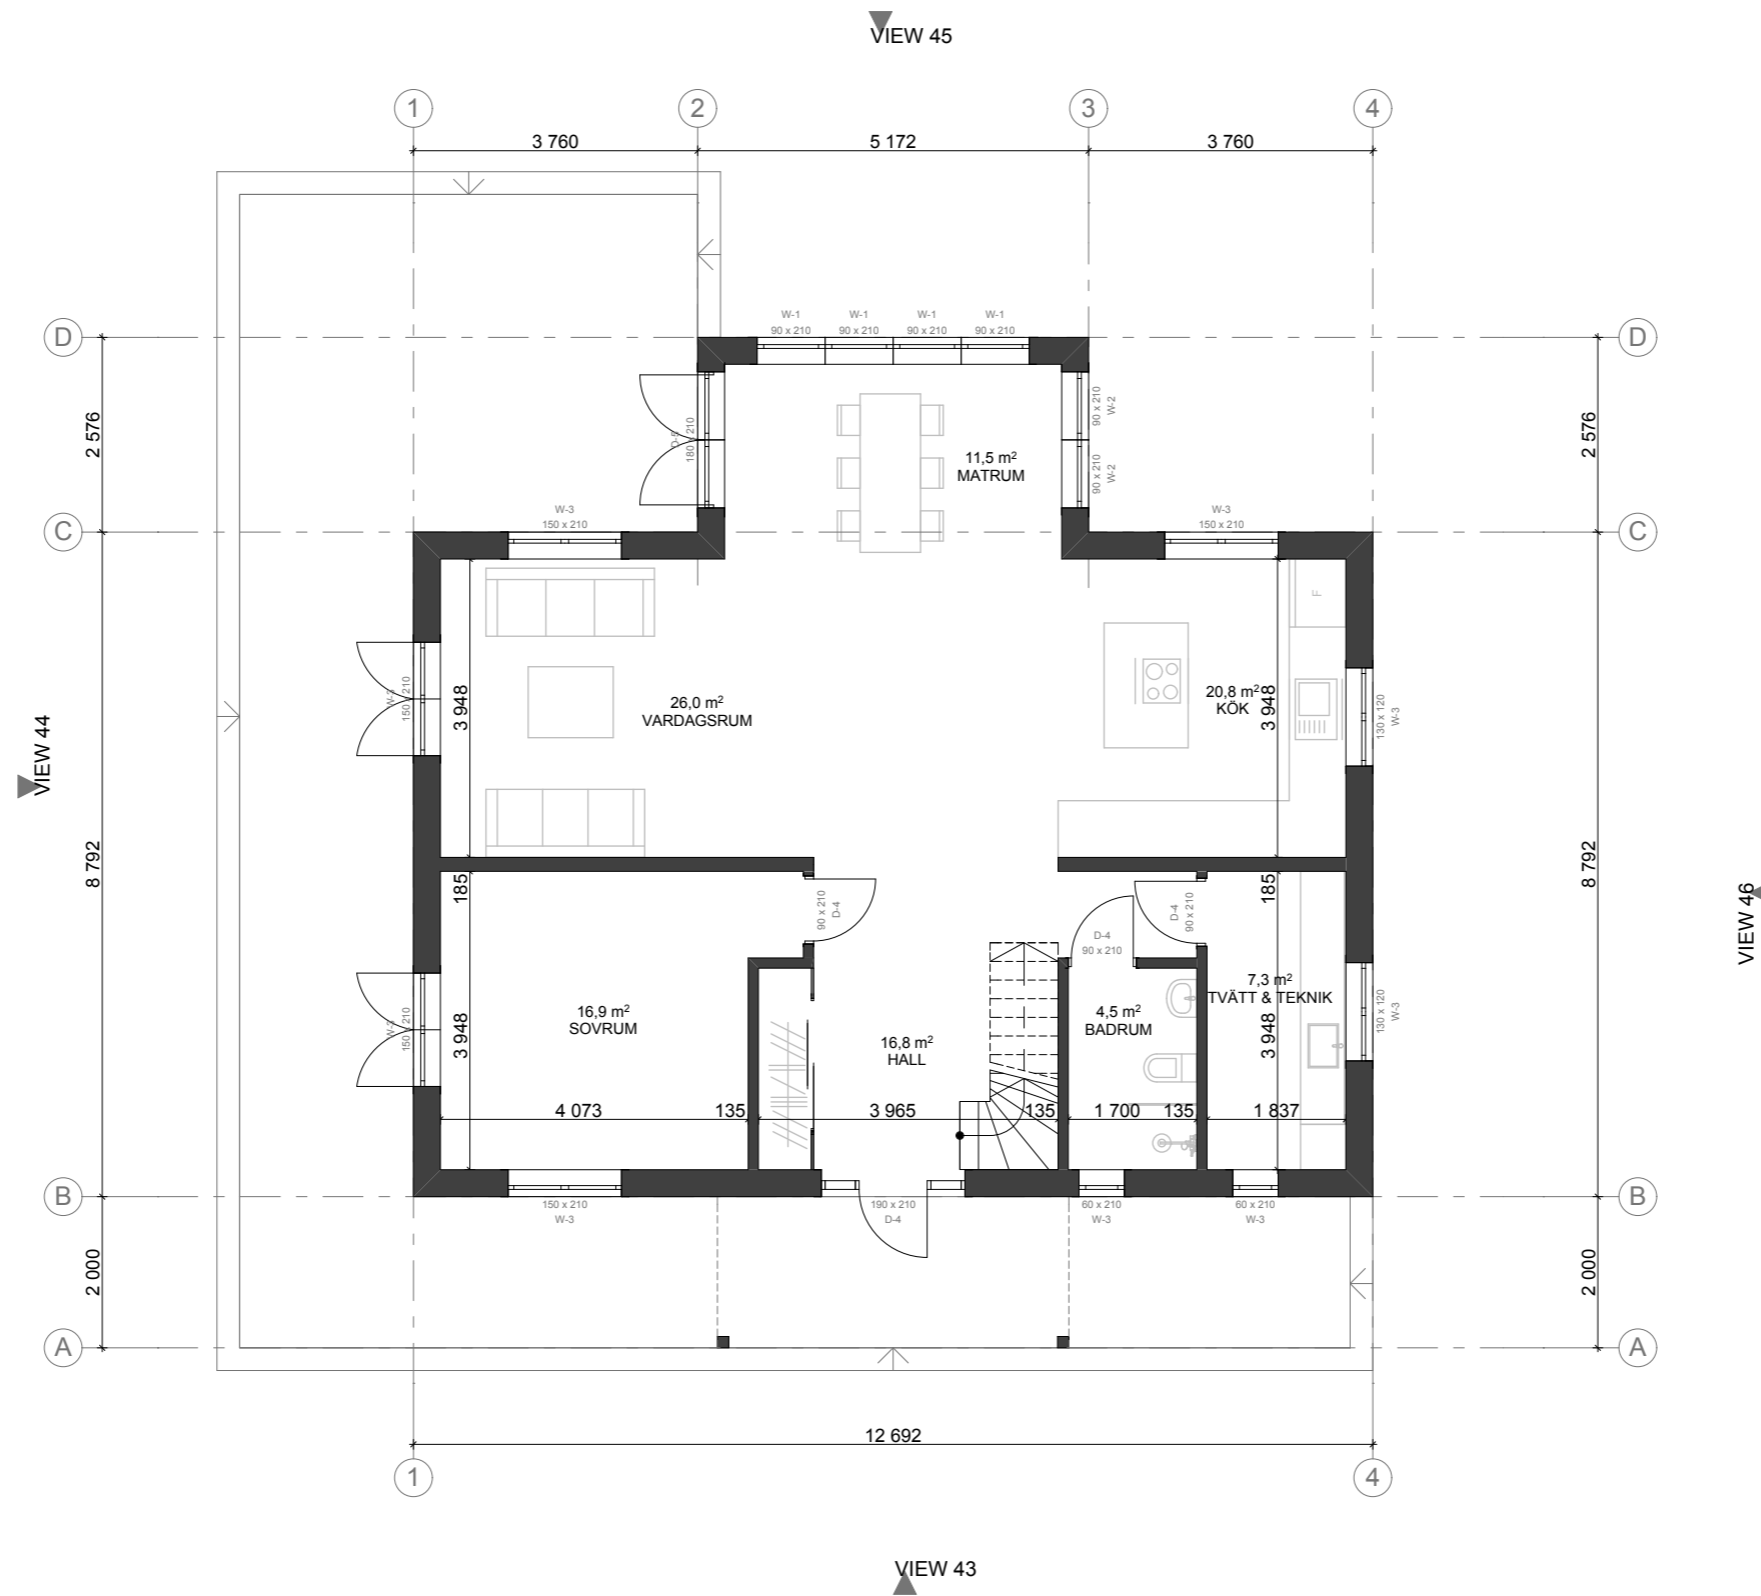 VIEW 45
1
2
3
4
3 760
5 172
3 760
W-1
W-1
W-1
W-1
90 x 210
90 x 210
90 x 210
90 x 210
D
D
2 576
2 576
D-5
180 x 210
90 x 210
W-2
90 x 210
W-2
11,5 m²
MATRUM
W-3
150 x 210
W-3
150 x 210
C
C
F
W-3
150 x 210
3 948
26,0 m²
VARDAGSRUM
20,8 m²
KÖK
3 948
130 x 120
W-3
VIEW 44
8 792
8 792
VIEW 46
185
185
90 x 210
D-4
D-4
90 x 210
D-4
90 x 210
W-3
150 x 210
3 948
16,9 m²
SOVRUM
16,8 m²
HALL
4,5 m²
BADRUM
7,3 m²
TVÄTT & TEKNIK
3 948
130 x 120
W-3
4 073
135
3 965
135
1 700
135
1 837
B
B
150 x 210
W-3
190 x 210
D-4
60 x 210
W-3
60 x 210
W-3
2 000
2 000
A
A
12 692
1
4
VIEW 43